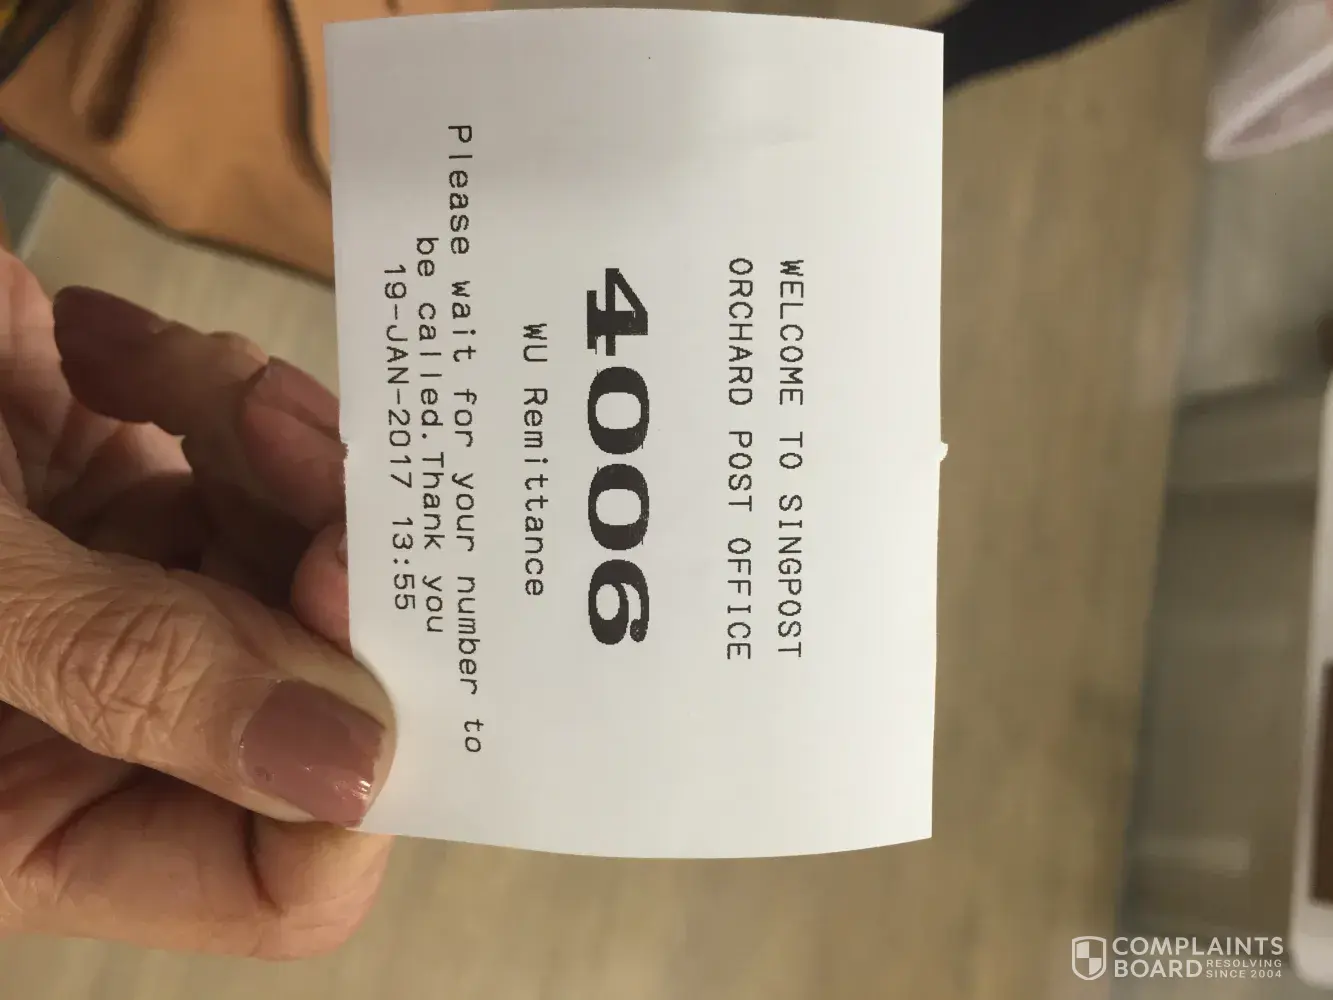 WELCOME TO SINGPOST
ORCHARD POST OFFICE
4006
WU Remittance
Please wait for your number to
be called.Thank you
19-JAN-2017 13:55
COMPLAINTS
BOARD RESOLVING
SINCE 2004